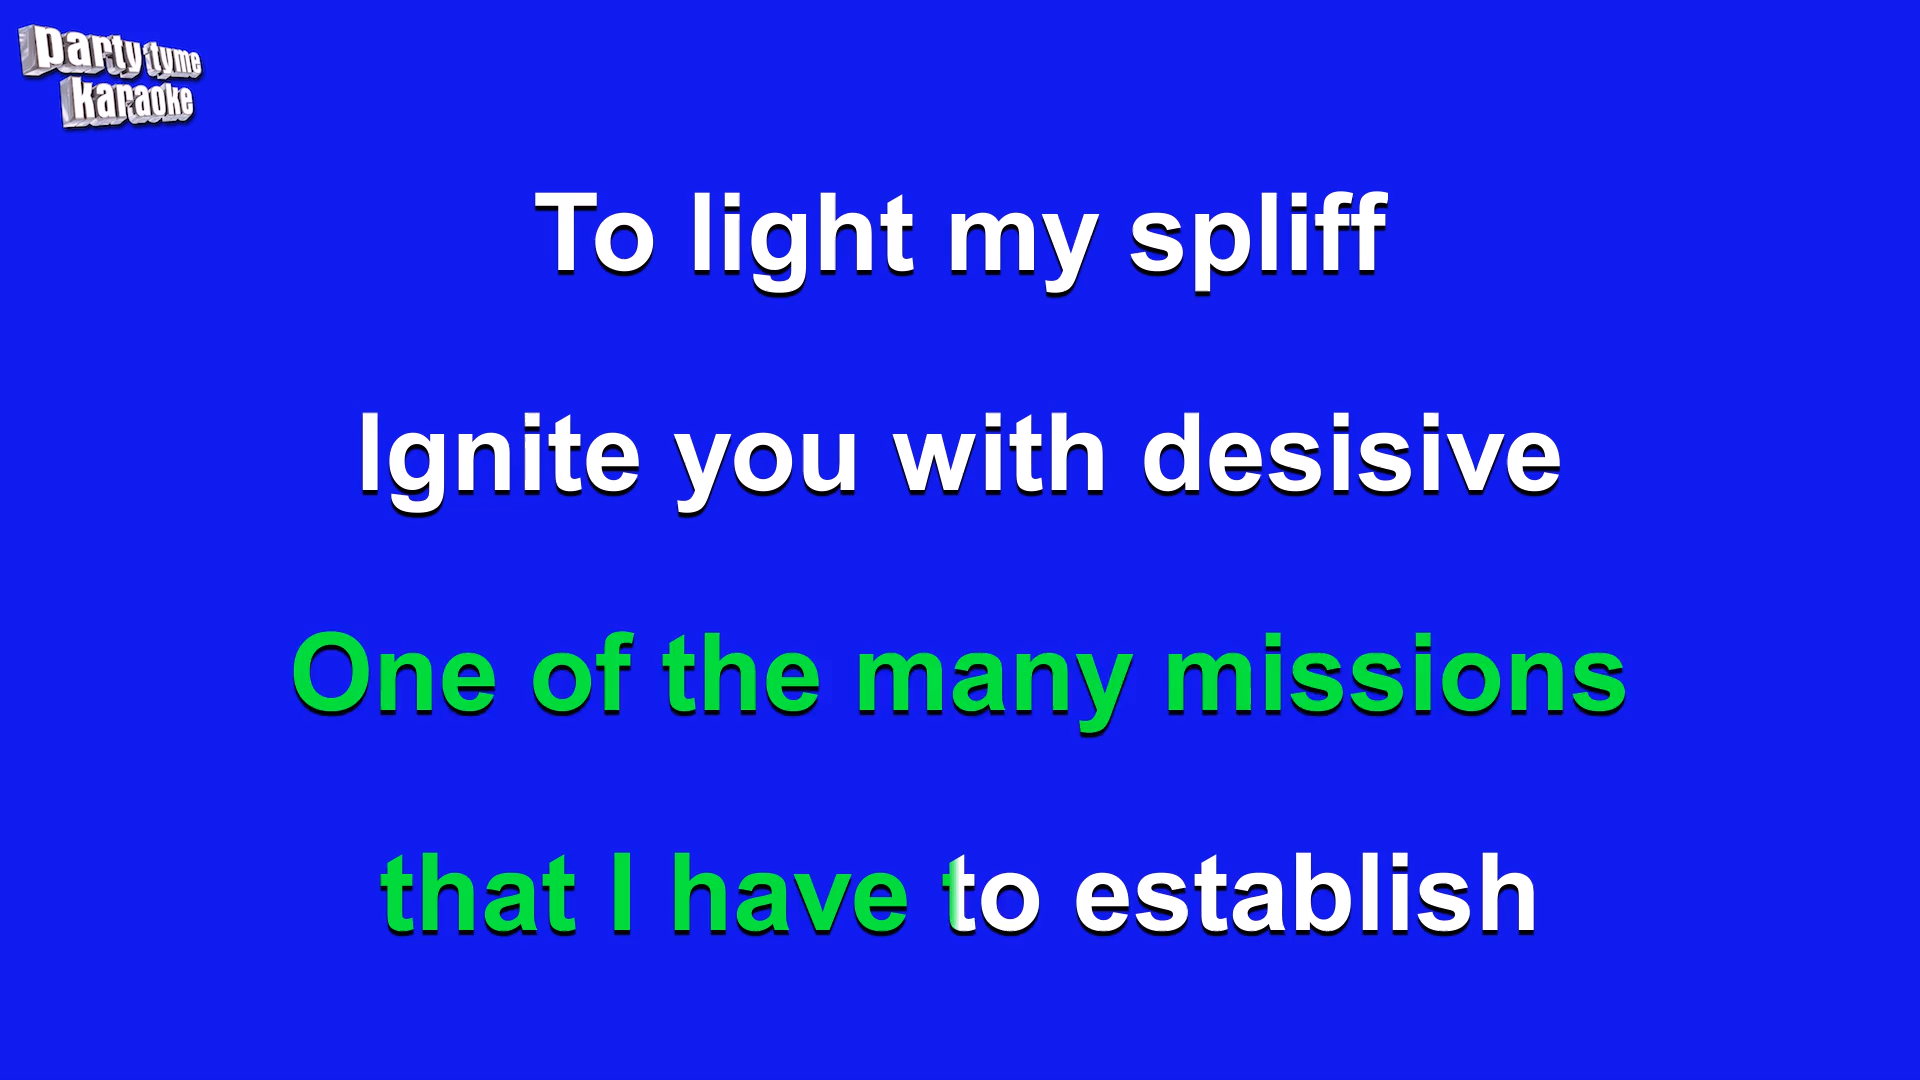 party tyme
karaoke
To light my spliff
Ignite you with desisive
One of the many missions
that I have to establish